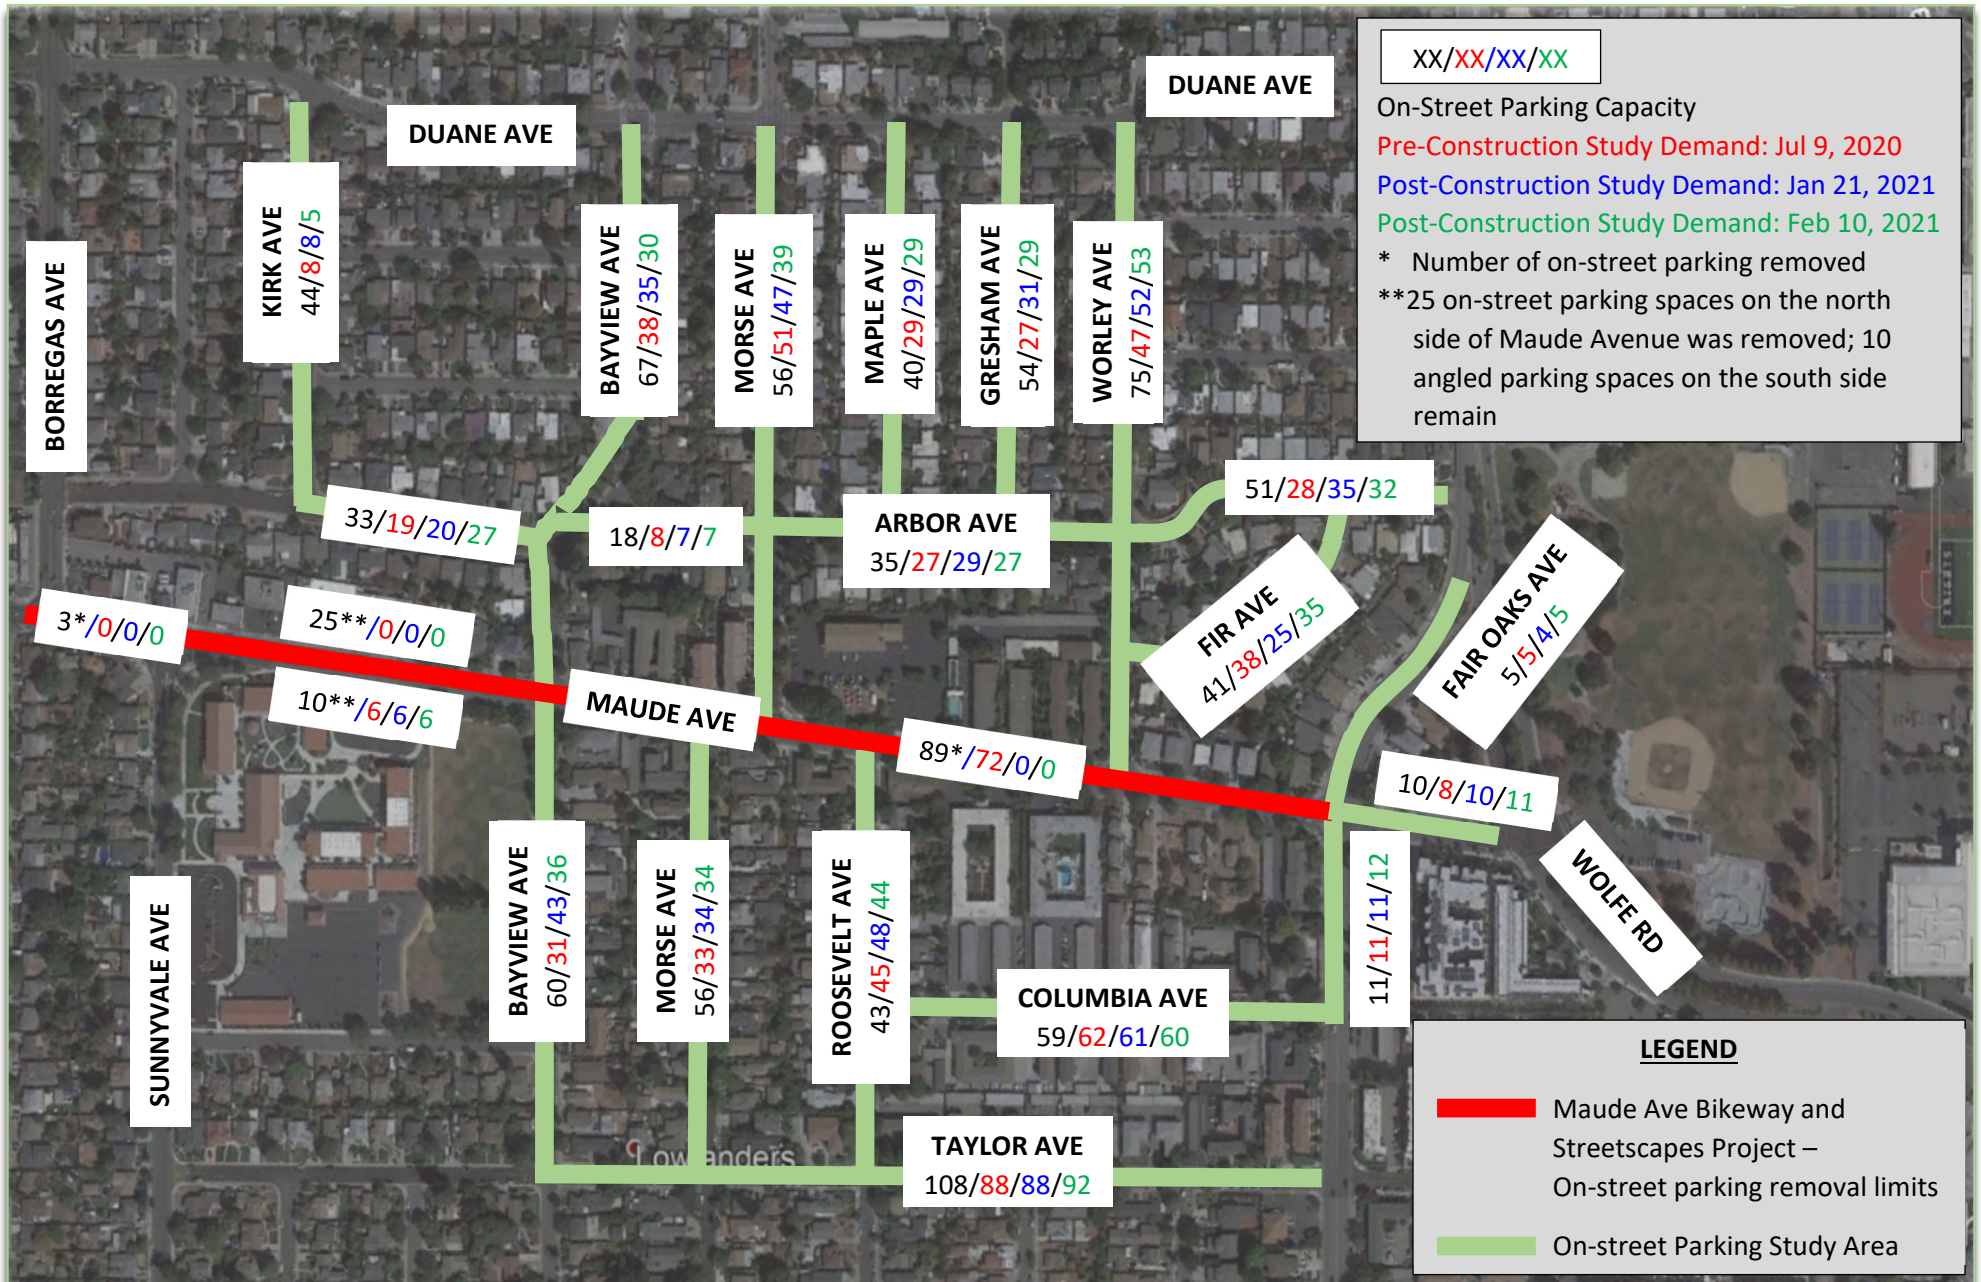 XX/XX/XX/XX
DUANE AVE
On-Street Parking Capacity
DUANE AVE
Pre-Construction Study Demand: Jul 9, 2020
Post-Construction Study Demand: Jan 21, 2021
Post-Construction Study Demand: Feb 10, 2021
* Number of on-street parking removed
**25 on-street parking spaces on the north
side of Maude Avenue was removed; 10
angled parking spaces on the south side
remain
BORREGAS AVE
KIRK AVE
44/8/8/5
BAYVIEW AVE
67/38/35/30
MORSE AVE
56/51/47/39
MAPLE AVE
40/29/29/29
GRESHAM AVE
54/27/31/29
WORLEY AVE
75/47/52/53
51/28/35/32
33/19/20/27
18/8/7/7
ARBOR AVE
35/27/29/27
FIR AVE
41/38/25/35
FAIR OAKS AVE
5/5/4/5
3*/0/0/0
25**/0/0/0
10**/6/6/6
MAUDE AVE
89*/72/0/0
10/8/10/11
WOLFE RD
11/11/11/12
SUNNYVALE AVE
BAYVIEW AVE
60/31/43/36
MORSE AVE
56/33/34/34
ROOSEVELT AVE
43/45/48/44
COLUMBIA AVE
59/62/61/60
Lowlanders
TAYLOR AVE
108/88/88/92
LEGEND
Maude Ave Bikeway and
Streetscapes Project –
On-street parking removal limits
On-street Parking Study Area